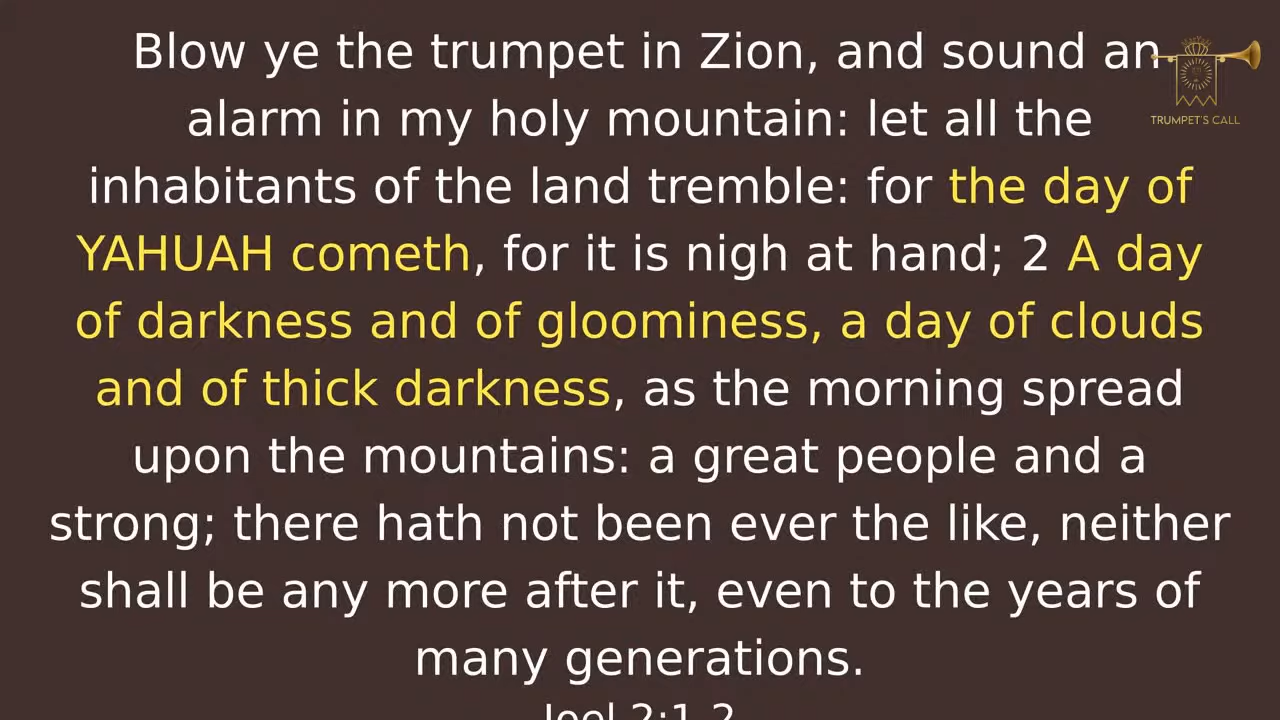 Blow ye the trumpet in Zion, and sound an
alarm in my holy mountain: let all the
inhabitants of the land tremble: for the day of
YAHUAH cometh, for it is nigh at hand; 2 A day
of darkness and of gloominess, a day of clouds
and of thick darkness, as the morning spread
upon the mountains: a great people and a
strong; there hath not been ever the like, neither
shall be any more after it, even to the years of
many generations.
Joel 2:1-2
TRUMPET'S CALL